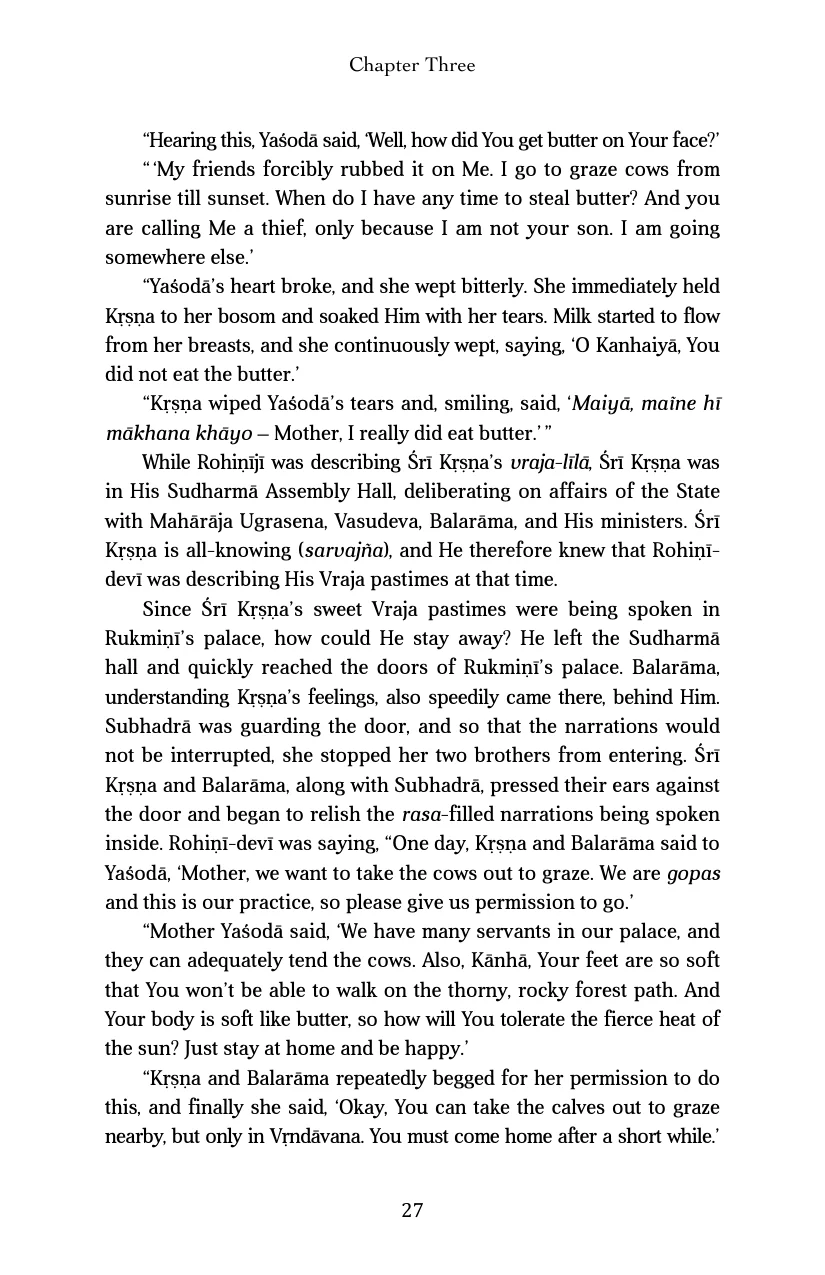 Chapter Three
“Hearing this, Yaśodā said, ‘Well, how did You get butter on Your face?’
“ ‘My friends forcibly rubbed it on Me. I go to graze cows from
sunrise till sunset. When do I have any time to steal butter? And you
are calling Me a thief, only because I am not your son. I am going
somewhere else.’
“Yaśodā’s heart broke, and she wept bitterly. She immediately held
Kṛṣṇa to her bosom and soaked Him with her tears. Milk started to flow
from her breasts, and she continuously wept, saying, ‘O Kanhaiyā, You
did not eat the butter.’
“Kṛṣṇa wiped Yaśodā’s tears and, smiling, said, ‘Maiyā, maĩne hī
mākhana khāyo – Mother, I really did eat butter.’ ”
While Rohiṇījī was describing Śrī Kṛṣṇa’s vraja-līlā, Śrī Kṛṣṇa was
in His Sudharmā Assembly Hall, deliberating on affairs of the State
with Mahārāja Ugrasena, Vasudeva, Balarāma, and His ministers. Śrī
Kṛṣṇa is all-knowing (sarvajña), and He therefore knew that Rohiṇī-
devī was describing His Vraja pastimes at that time.
Since Śrī Kṛṣṇa’s sweet Vraja pastimes were being spoken in
Rukmiṇī’s palace, how could He stay away? He left the Sudharmā
hall and quickly reached the doors of Rukmiṇī’s palace. Balarāma,
understanding Kṛṣṇa’s feelings, also speedily came there, behind Him.
Subhadrā was guarding the door, and so that the narrations would
not be interrupted, she stopped her two brothers from entering. Śrī
Kṛṣṇa and Balarāma, along with Subhadrā, pressed their ears against
the door and began to relish the rasa-filled narrations being spoken
inside. Rohiṇī-devī was saying, “One day, Kṛṣṇa and Balarāma said to
Yaśodā, ‘Mother, we want to take the cows out to graze. We are gopas
and this is our practice, so please give us permission to go.’
“Mother Yaśodā said, ‘We have many servants in our palace, and
they can adequately tend the cows. Also, Kānhā, Your feet are so soft
that You won’t be able to walk on the thorny, rocky forest path. And
Your body is soft like butter, so how will You tolerate the fierce heat of
the sun? Just stay at home and be happy.’
“Kṛṣṇa and Balarāma repeatedly begged for her permission to do
this, and finally she said, ‘Okay, You can take the calves out to graze
nearby, but only in Vṛndāvana. You must come home after a short while.’
27